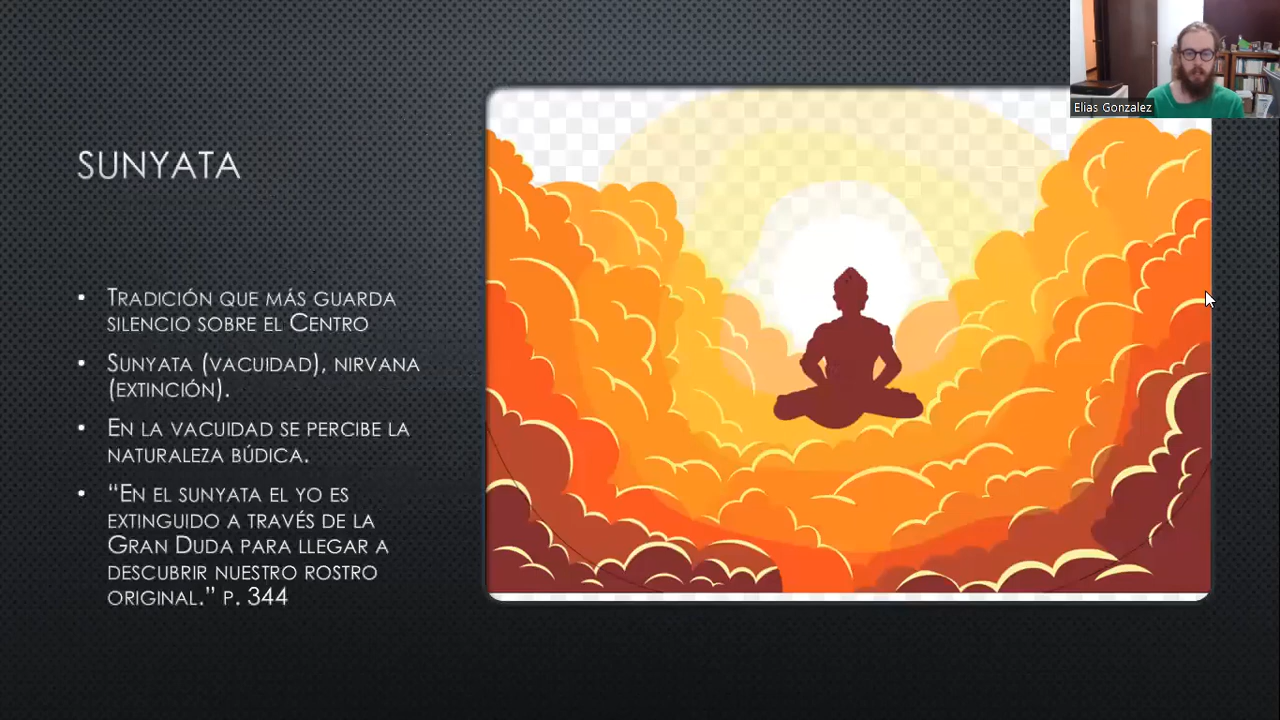 SUNYATA
• TRADICIÓN QUE MÁS GUARDA
SILENCIO SOBRE EL CENTRO
• SUNYATA (VACUIDAD), NIRVANA
(EXTINCIÓN).
• EN LA VACUIDAD SE PERCIBE LA
NATURALEZA BÚDICA.
• “EN EL SUNYATA EL YO ES
EXTINGUIDO A TRAVÉS DE LA
GRAN DUDA PARA LLEGAR A
DESCUBRIR NUESTRO ROSTRO
ORIGINAL.” P. 344
Elias Gonzalez